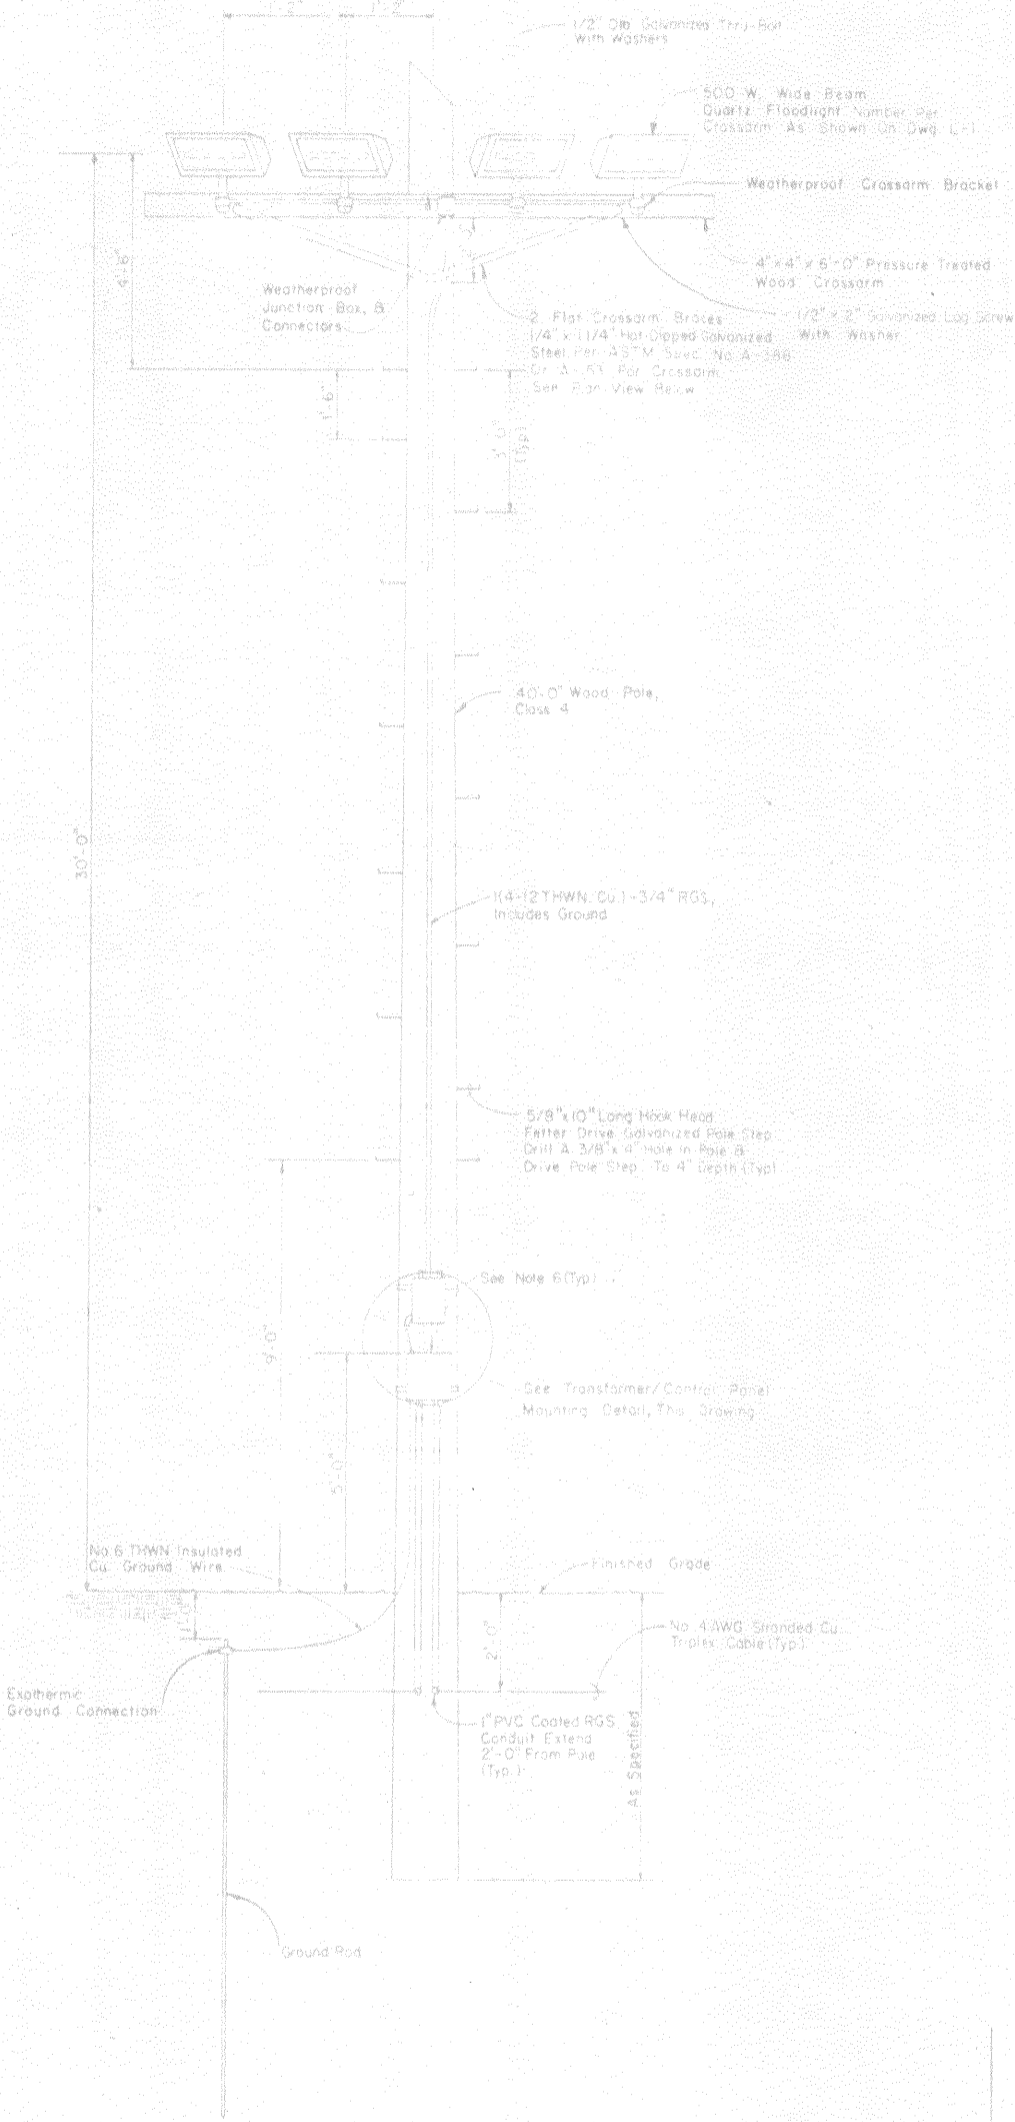 1'-2"
1/2" Dia Galvanized Thru-Bolt
With Washers
500 W. Wide Beam
Quartz Floodlight Number Per
Crossarm As Shown On Dwg L-1
Weatherproof Crossarm Bracket
4'-6"
4"x4"x6'-0" Pressure Treated
Wood Crossarm
Weatherproof
Junction Box, &
Connectors
2 Flat Crossarm Braces
1/4" x 1 1/4" Hot-Dipped Galvanized
Steel Per ASTM Spec. No. A-386
For Crossarm
See Plan View Below
1/2" x 2" Galvanized Lag Screw
With Washer
1'-6"
3'-0"
(Typ)
40'-0" Wood Pole,
Class 4
30'-0"
1(4-12 THWN, Cu.)-3/4" RGS,
Includes Ground
5/8"x10" Long Hook Head
Fetter Drive Galvanized Pole Step
Drill A 3/8"x 4" Hole in Pole &
Drive Pole Step To 4" Depth (Typ)
See Note 6 (Typ)
9'-0"
See Transformer/Control Panel
Mounting Detail, This Drawing
5'-0"
No. 6 THWN Insulated
Cu. Ground Wire
Finished Grade
2'-0"
No. 4 AWG Stranded Cu.
Triplex Cable (Typ.)
Exothermic
Ground Connection
1" PVC Coated RGS
Conduit Extend
2'-0" From Pole
(Typ.)
As Specified
Ground Rod